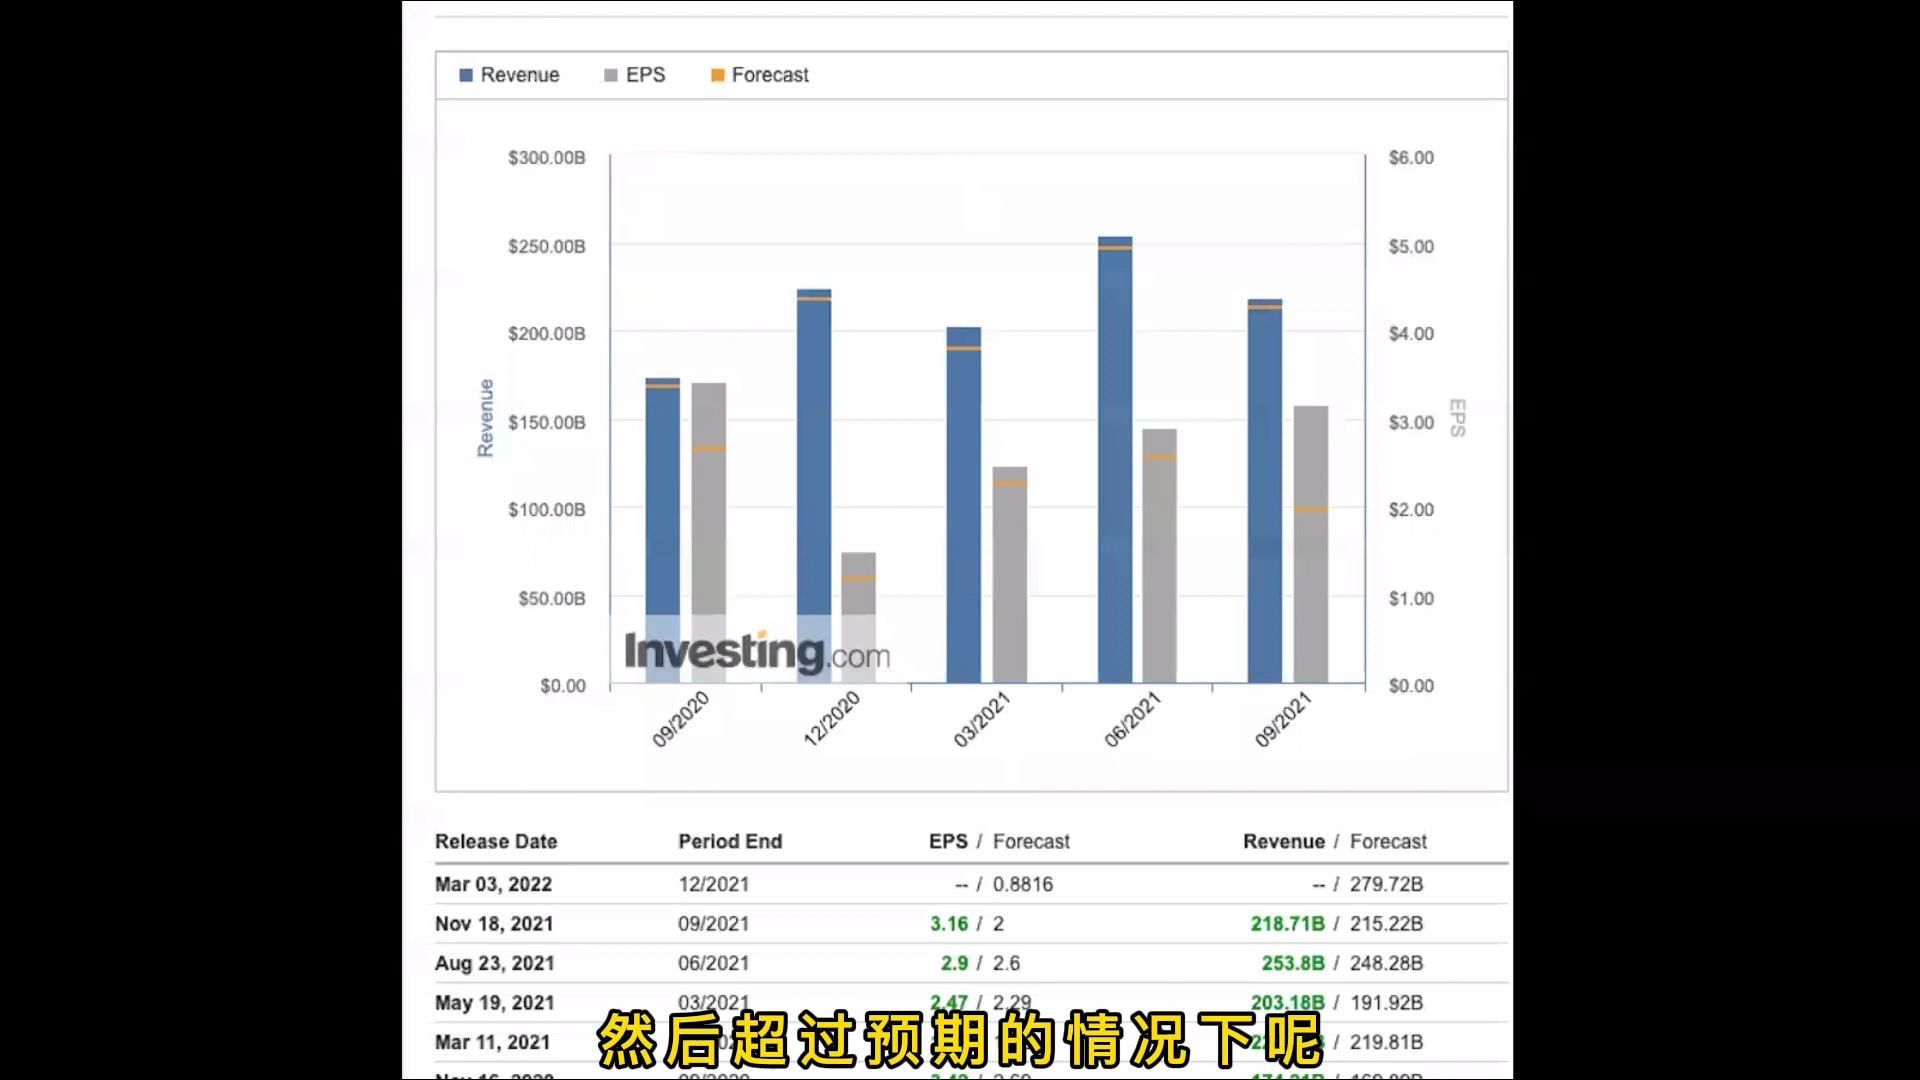 Revenue EPS Forecast
$300.00B $6.00
$250.00B $5.00
$200.00B $4.00
$150.00B $3.00
$100.00B $2.00
$50.00B $1.00
$0.00 $0.00
Revenue
EPS
Investing.com
09/2020 12/2020 03/2021 06/2021 09/2021
Release Date Period End EPS / Forecast Revenue / Forecast
Mar 03, 2022 12/2021 -- / 0.8816 -- / 279.72B
Nov 18, 2021 09/2021 3.16 / 2 218.71B / 215.22B
Aug 23, 2021 06/2021 2.9 / 2.6 253.8B / 248.28B
May 19, 2021 03/2021 2.47 / 2.29 203.18B / 191.92B
Mar 11, 2021 / 219.81B
然后超过预期的情况下呢